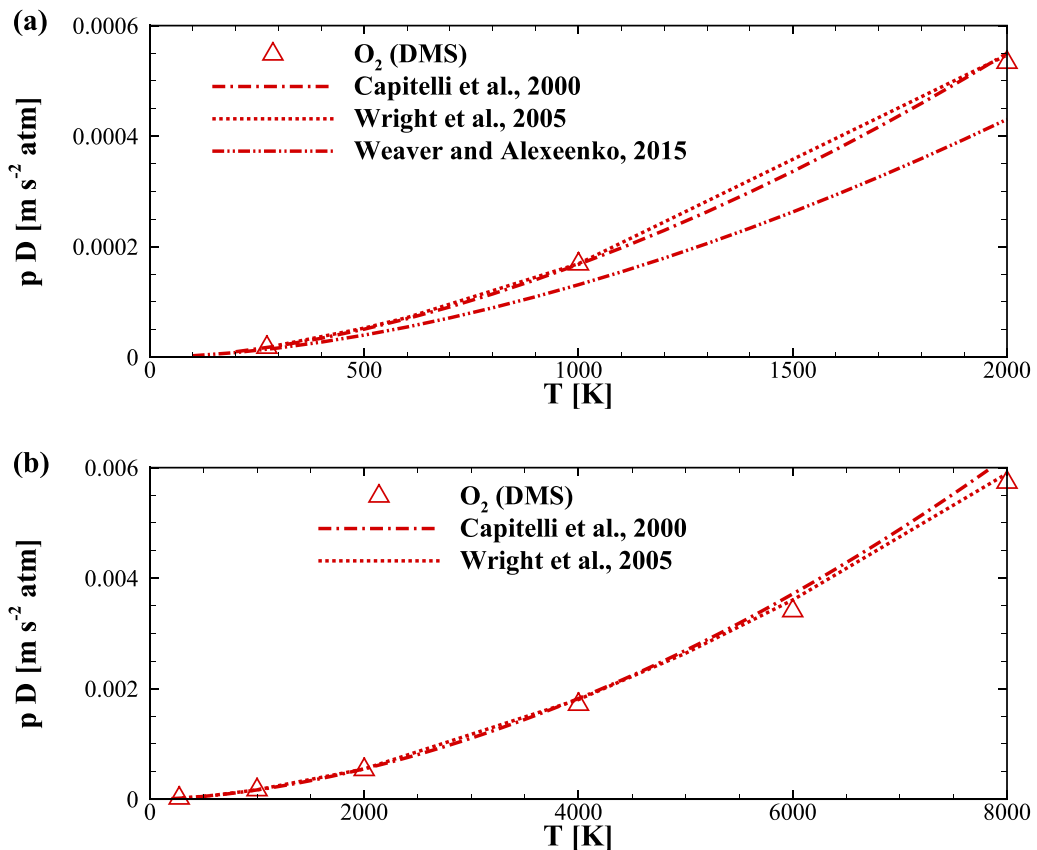 (a)
0.0006
0.0004
0.0002
0
p D [m s⁻² atm]
O₂ (DMS)
Capitelli et al., 2000
Wright et al., 2005
Weaver and Alexeenko, 2015
0 500 1000 1500 2000
T [K]
(b)
0.006
0.004
0.002
0
p D [m s⁻² atm]
O₂ (DMS)
Capitelli et al., 2000
Wright et al., 2005
0 2000 4000 6000 8000
T [K]